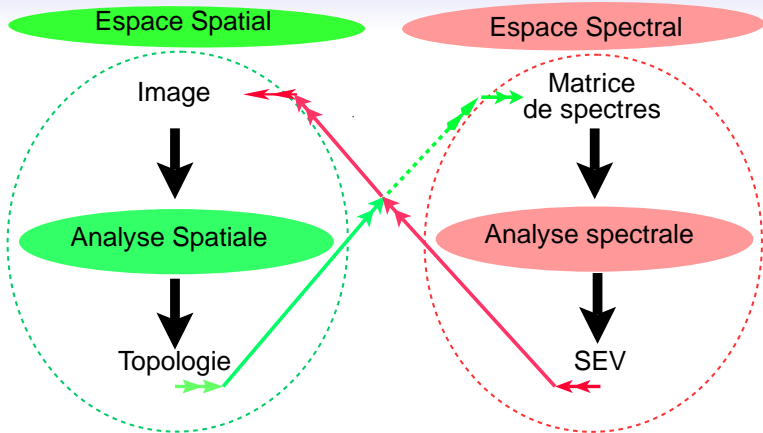 Espace Spatial
Espace Spectral
Image
Matrice
de spectres
Analyse Spatiale
Analyse spectrale
Topologie
SEV